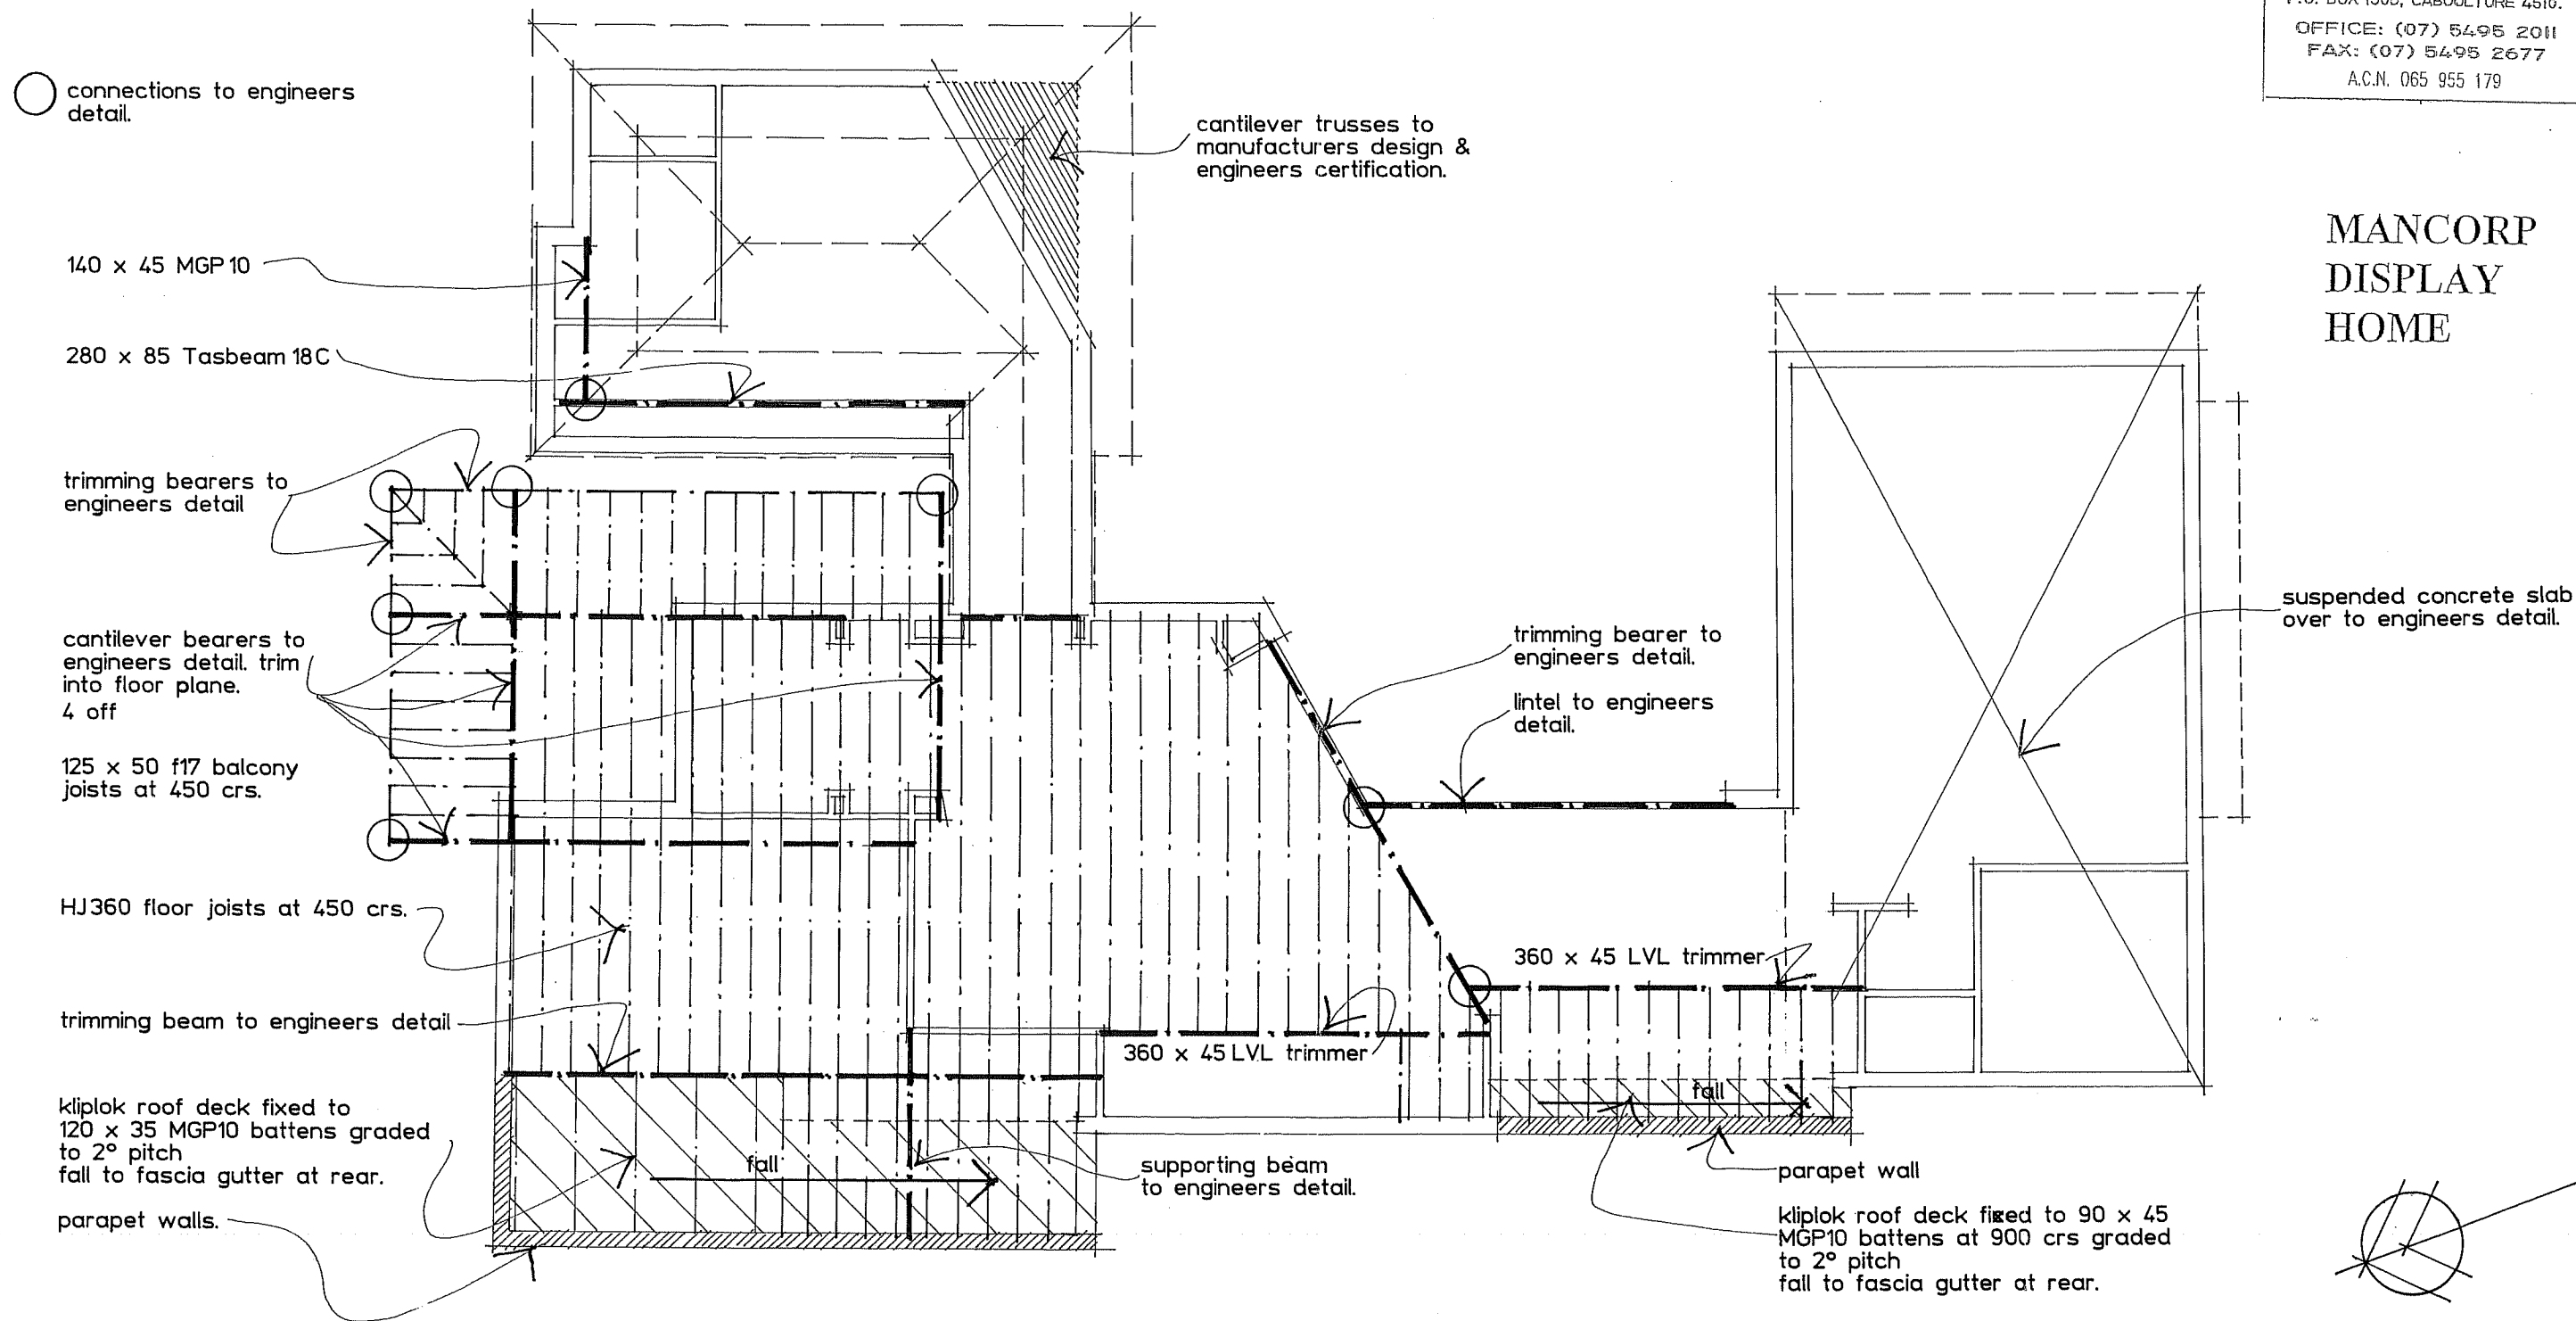 P.O. BOX 1505, CABOOLTURE 4510.
OFFICE: (07) 5495 2011
FAX: (07) 5495 2677
A.C.N. 065 955 179
MANCORP
DISPLAY
HOME
connections to engineers
detail.
cantilever trusses to
manufacturers design &
engineers certification.
140 x 45 MGP10
280 x 85 Tasbeam 18C
trimming bearers to
engineers detail
cantilever bearers to
engineers detail. trim
into floor plane.
4 off
125 x 50 f17 balcony
joists at 450 crs.
HJ360 floor joists at 450 crs.
trimming beam to engineers detail
kliplok roof deck fixed to
120 x 35 MGP10 battens graded
to 2° pitch
fall to fascia gutter at rear.
parapet walls.
fall
supporting beam
to engineers detail.
360 x 45 LVL trimmer
trimming bearer to
engineers detail.
lintel to engineers
detail.
360 x 45 LVL trimmer
fall
parapet wall
kliplok roof deck fixed to 90 x 45
MGP10 battens at 900 crs graded
to 2° pitch
fall to fascia gutter at rear.
suspended concrete slab
over to engineers detail.